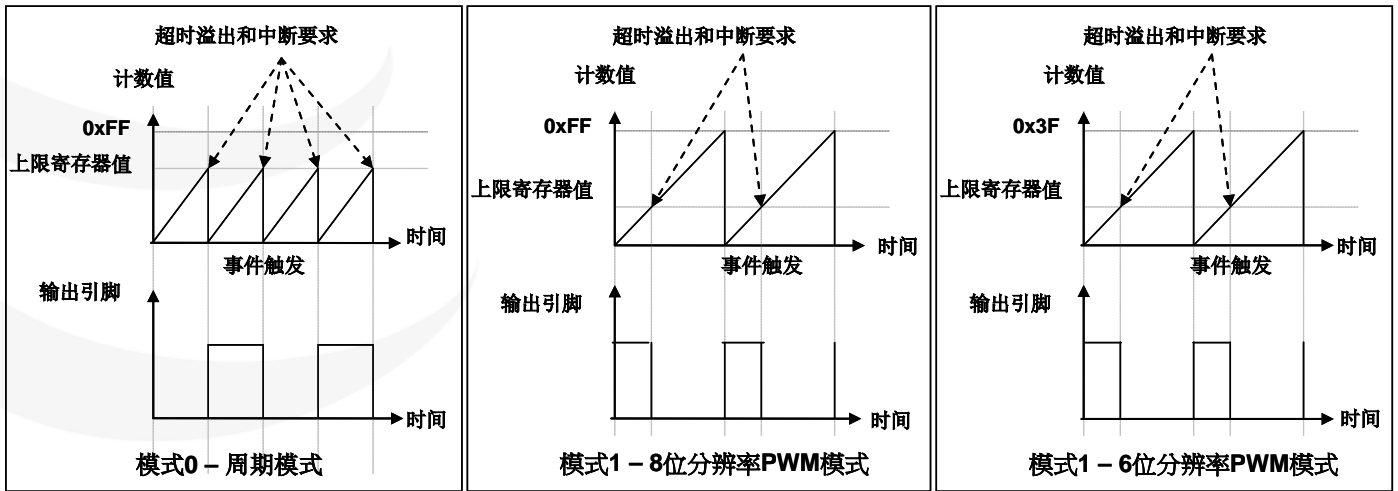 超时溢出和中断要求
计数值
0xFF
上限寄存器值
时间
事件触发
输出引脚
时间
模式0 – 周期模式
超时溢出和中断要求
计数值
0xFF
上限寄存器值
时间
事件触发
输出引脚
时间
模式1 – 8位分辨率PWM模式
超时溢出和中断要求
计数值
0x3F
上限寄存器值
时间
事件触发
输出引脚
时间
模式1 – 6位分辨率PWM模式